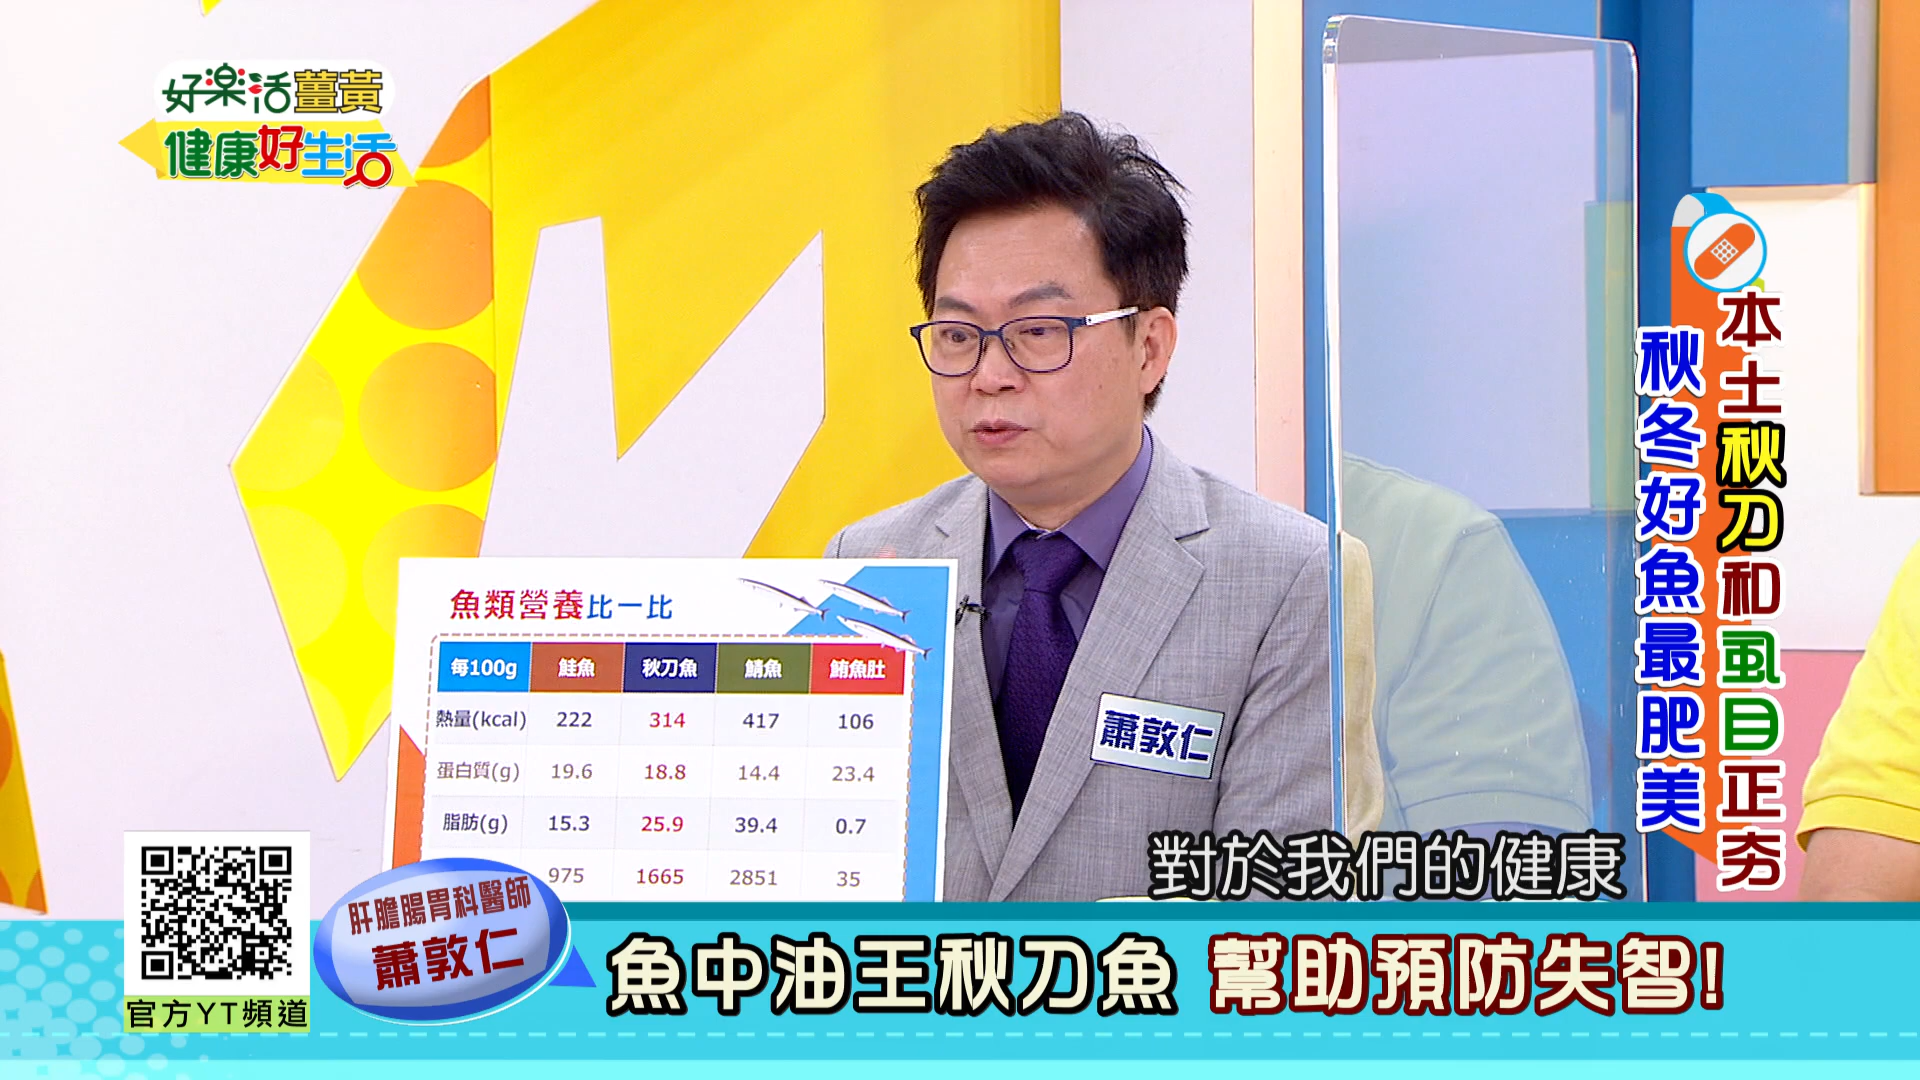 好楽活薑黃
健康好生活
本土秋刀和虱目正夯
秋冬好魚最肥美
魚類營養比一比
每100g 鮭魚 秋刀魚 鯖魚 鮪魚肚
熱量(kcal) 222 314 417 106
蛋白質(g) 19.6 18.8 14.4 23.4
脂肪(g) 15.3 25.9 39.4 0.7
975 1665 2851 35
蕭敦仁
對於我們的健康
肝膽腸胃科醫師
蕭敦仁
魚中油王秋刀魚 幫助預防失智!
官方YT頻道